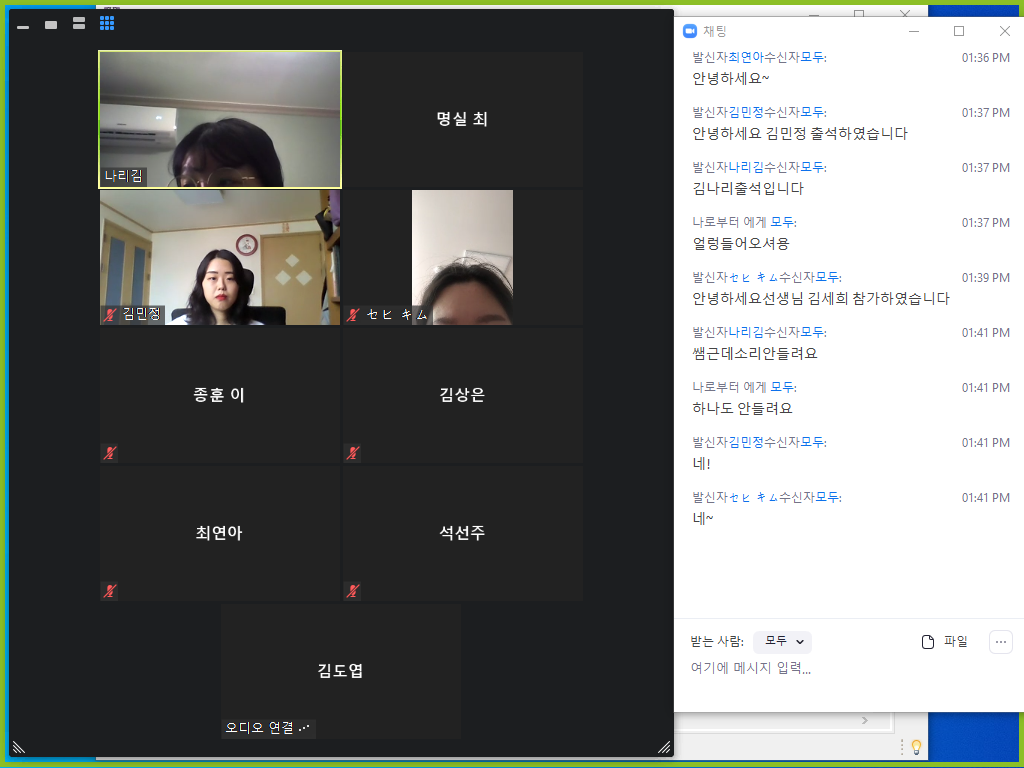 나리김
명실 최
김민정
セヒ キム
종훈 이
김상은
최연아
석선주
김도엽
오디오 연결
채팅
발신자최연아수신자모두: 01:36 PM
안녕하세요~
발신자김민정수신자모두: 01:37 PM
안녕하세요 김민정 출석하였습니다
발신자나리김수신자모두: 01:37 PM
김나리출석입니다
나로부터 에게 모두: 01:37 PM
얼렁들어오셔용
발신자セヒ キム수신자모두: 01:39 PM
안녕하세요선생님 김세희 참가하였습니다
발신자나리김수신자모두: 01:41 PM
쌤근데소리안들려요
나로부터 에게 모두: 01:41 PM
하나도 안들려요
발신자김민정수신자모두: 01:41 PM
네!
발신자セヒ キム수신자모두: 01:41 PM
네~
받는 사람: 모두 파일
여기에 메시지 입력...